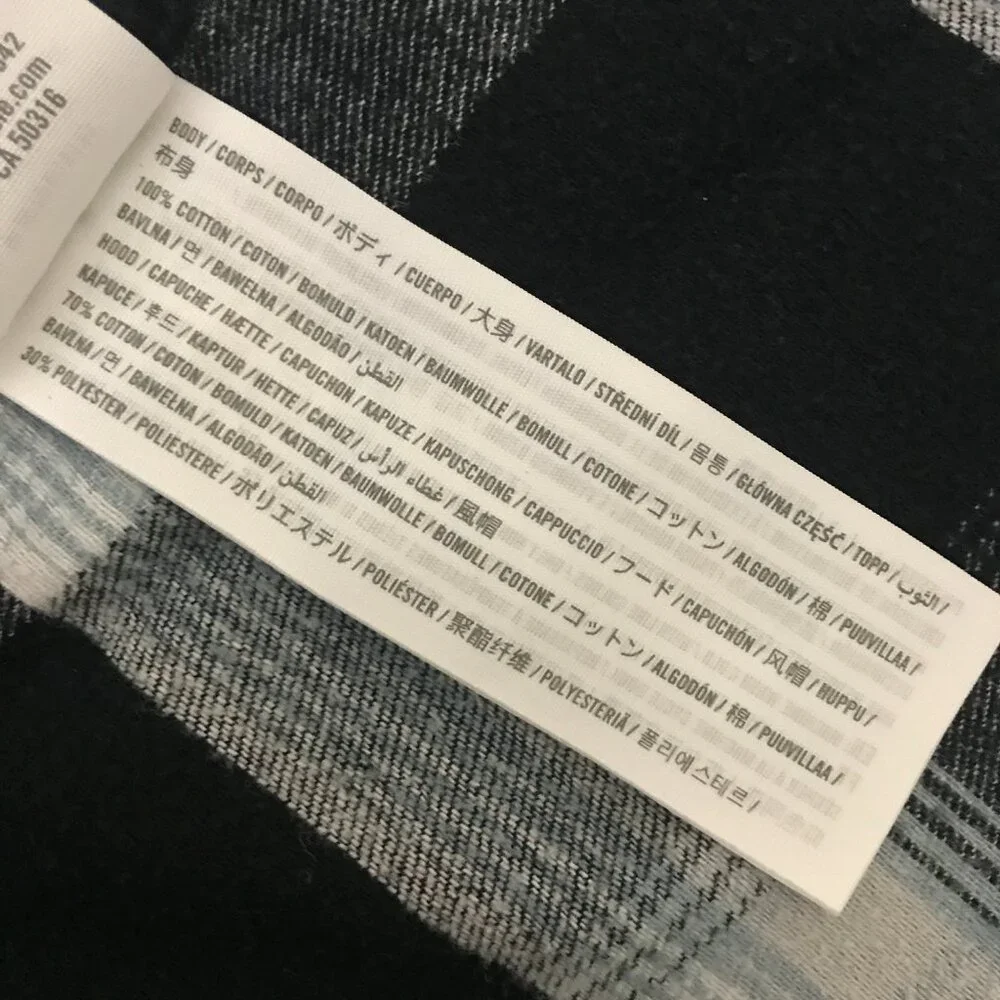 42
e.com
CA 50316
BODY / CORPS / CORPO / ボディ / CUERPO / 大身 / VARTALO / STŘEDNÍ DÍL / 몸통 / GŁÓWNA CZĘŚĆ / TOPP / الثوب /
布身
100% COTTON / COTON / BOMULD / KATOEN / BAUMWOLLE / BOMULL / COTONE / コットン / ALGODÓN / 棉 / PUUVILLAA /
BAVLNA / 면 / BAWEŁNA / ALGODÃO / القطن
HOOD / CAPUCHE / HÆTTE / CAPUCHON / KAPUZE / KAPUSCHONG / CAPPUCCIO / フード / CAPUCHÓN / 风帽 / HUPPU /
KAPUCE / 후드 / KAPTUR / HETTE / CAPUZ / غطاء الرأس / 風帽
70% COTTON / COTON / BOMULD / KATOEN / BAUMWOLLE / BOMULL / COTONE / コットン / ALGODÓN / 棉 / PUUVILLAA /
BAVLNA / 면 / BAWEŁNA / ALGODÃO / القطن
30% POLYESTER / POLIESTERE / ポリエステル / POLIÉSTER / 聚酯纤维 / POLYESTERIÄ / 폴리에스테르 /